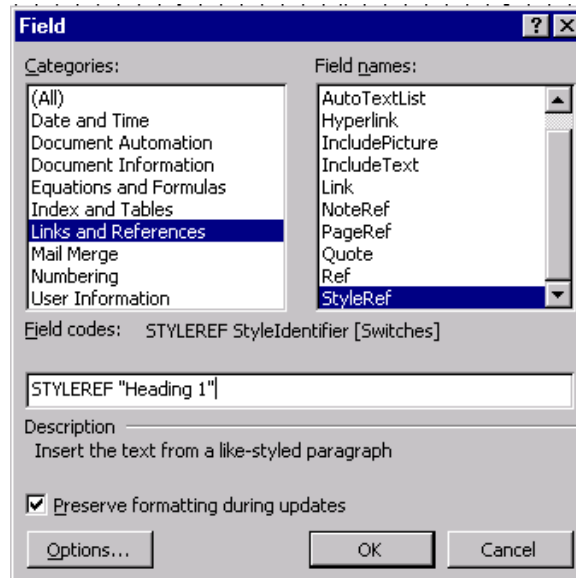 Field
Categories:
(All)
Date and Time
Document Automation
Document Information
Equations and Formulas
Index and Tables
Links and References
Mail Merge
Numbering
User Information
Field names:
AutoTextList
Hyperlink
IncludePicture
IncludeText
Link
NoteRef
PageRef
Quote
Ref
StyleRef
Field codes: STYLEREF StyleIdentifier [Switches]
STYLEREF "Heading 1"
Description
Insert the text from a like-styled paragraph
Preserve formatting during updates
Options...
OK
Cancel